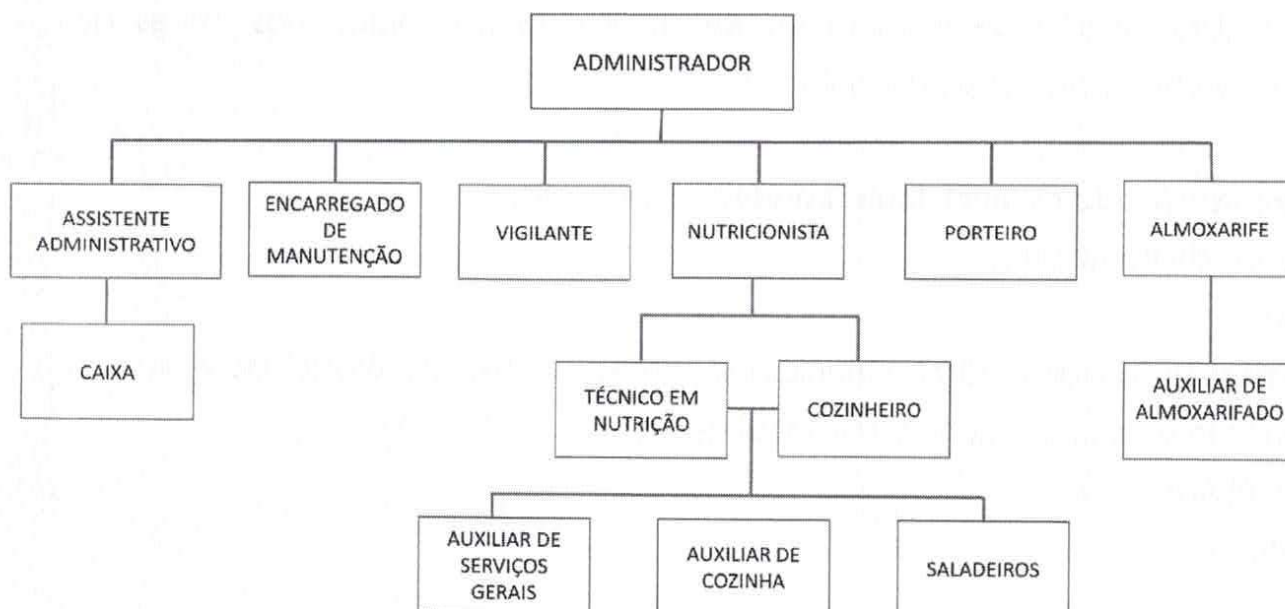 ADMINISTRADOR
ASSISTENTE
ADMINISTRATIVO
ENCARREGADO
DE
MANUTENÇÃO
VIGILANTE
NUTRICIONISTA
PORTEIRO
ALMOXARIFE
CAIXA
TÉCNICO EM
NUTRIÇÃO
COZINHEIRO
AUXILIAR DE
ALMOXARIFADO
AUXILIAR DE
SERVIÇOS
GERAIS
AUXILIAR DE
COZINHA
SALADEIROS